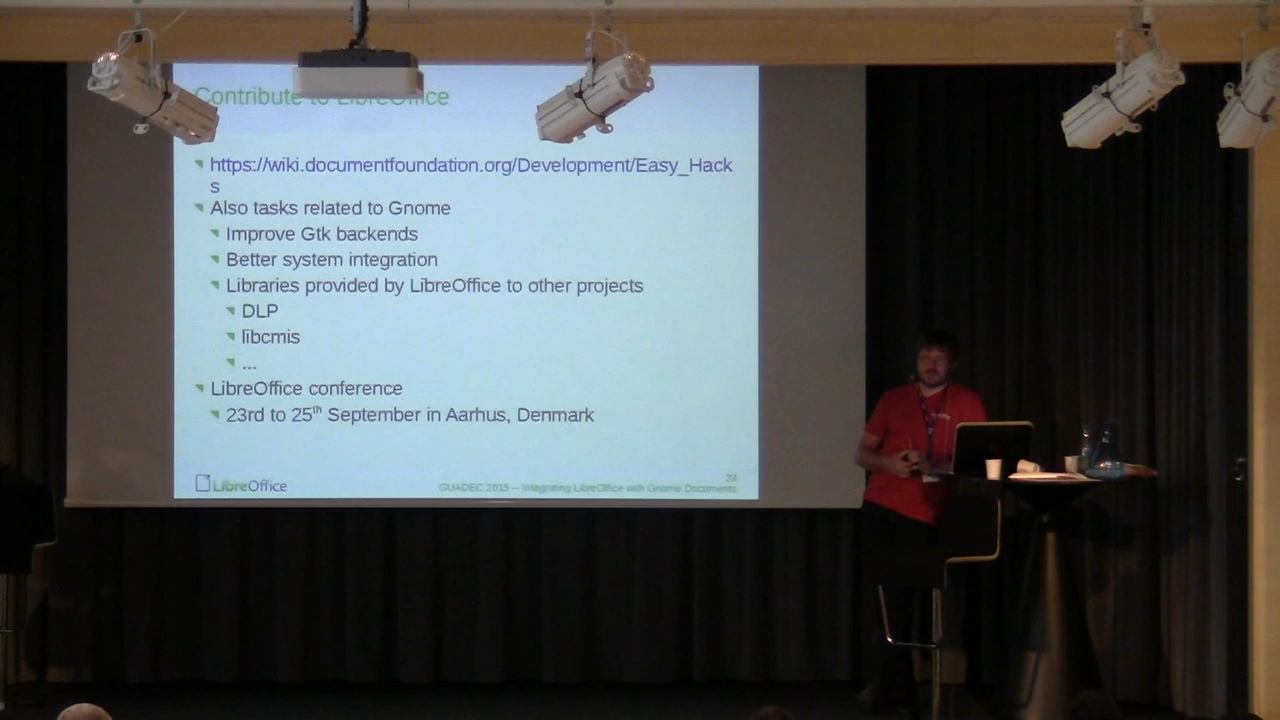 Contribute to LibreOffice
https://wiki.documentfoundation.org/Development/Easy_Hack
s
Also tasks related to Gnome
Improve Gtk backends
Better system integration
Libraries provided by LibreOffice to other projects
DLP
libcmis
...
LibreOffice conference
23rd to 25th September in Aarhus, Denmark
34
LibreOffice
GUADEC 2015 – Integrating LibreOffice with Gnome Documents